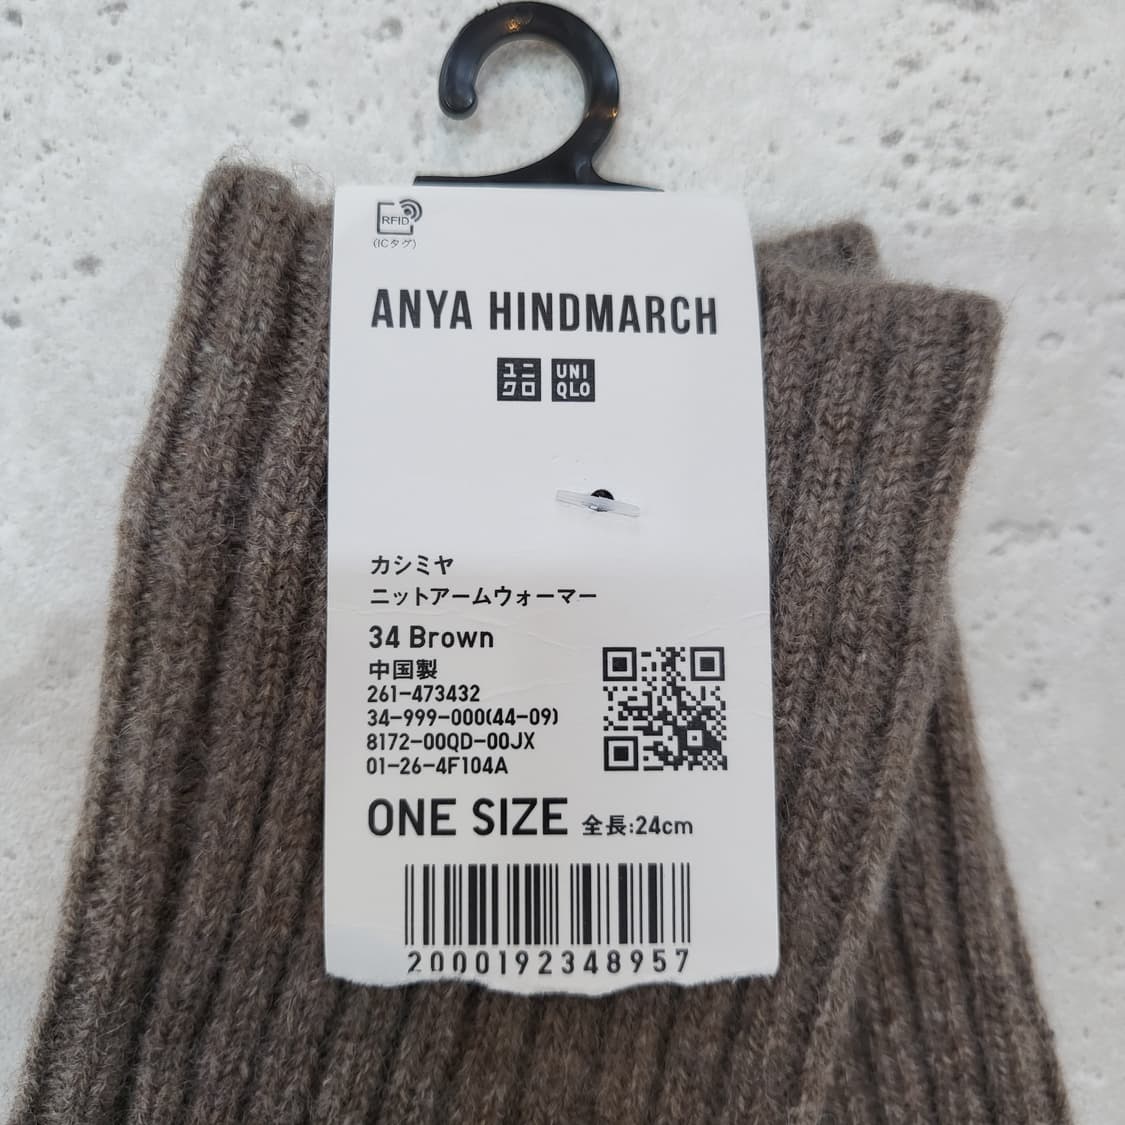 RFID
(ICタグ)
ANYA HINDMARCH
ユニクロ UNIQLO
カシミヤ
ニットアームウォーマー
34 Brown
中国製
261-473432
34-999-000(44-09)
8172-00QD-00JX
01-26-4F104A
ONE SIZE 全長:24cm
2000192348957